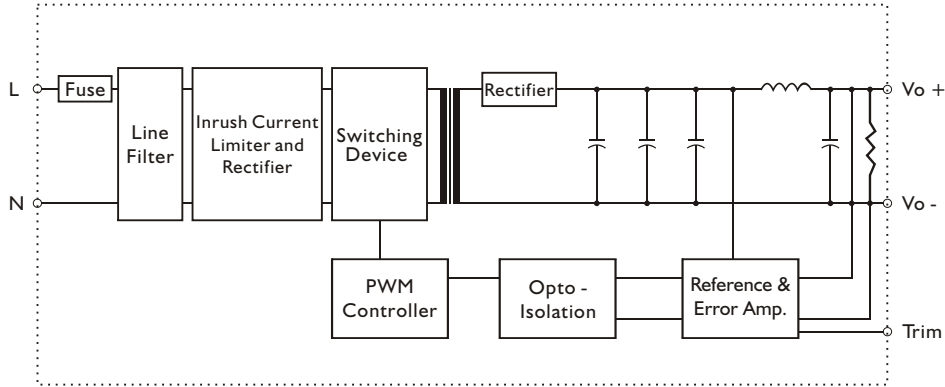 L
Fuse
Line
Filter
Inrush Current
Limiter and
Rectifier
Switching
Device
Rectifier
Vo +
N
Vo -
PWM
Controller
Opto -
Isolation
Reference &
Error Amp.
Trim